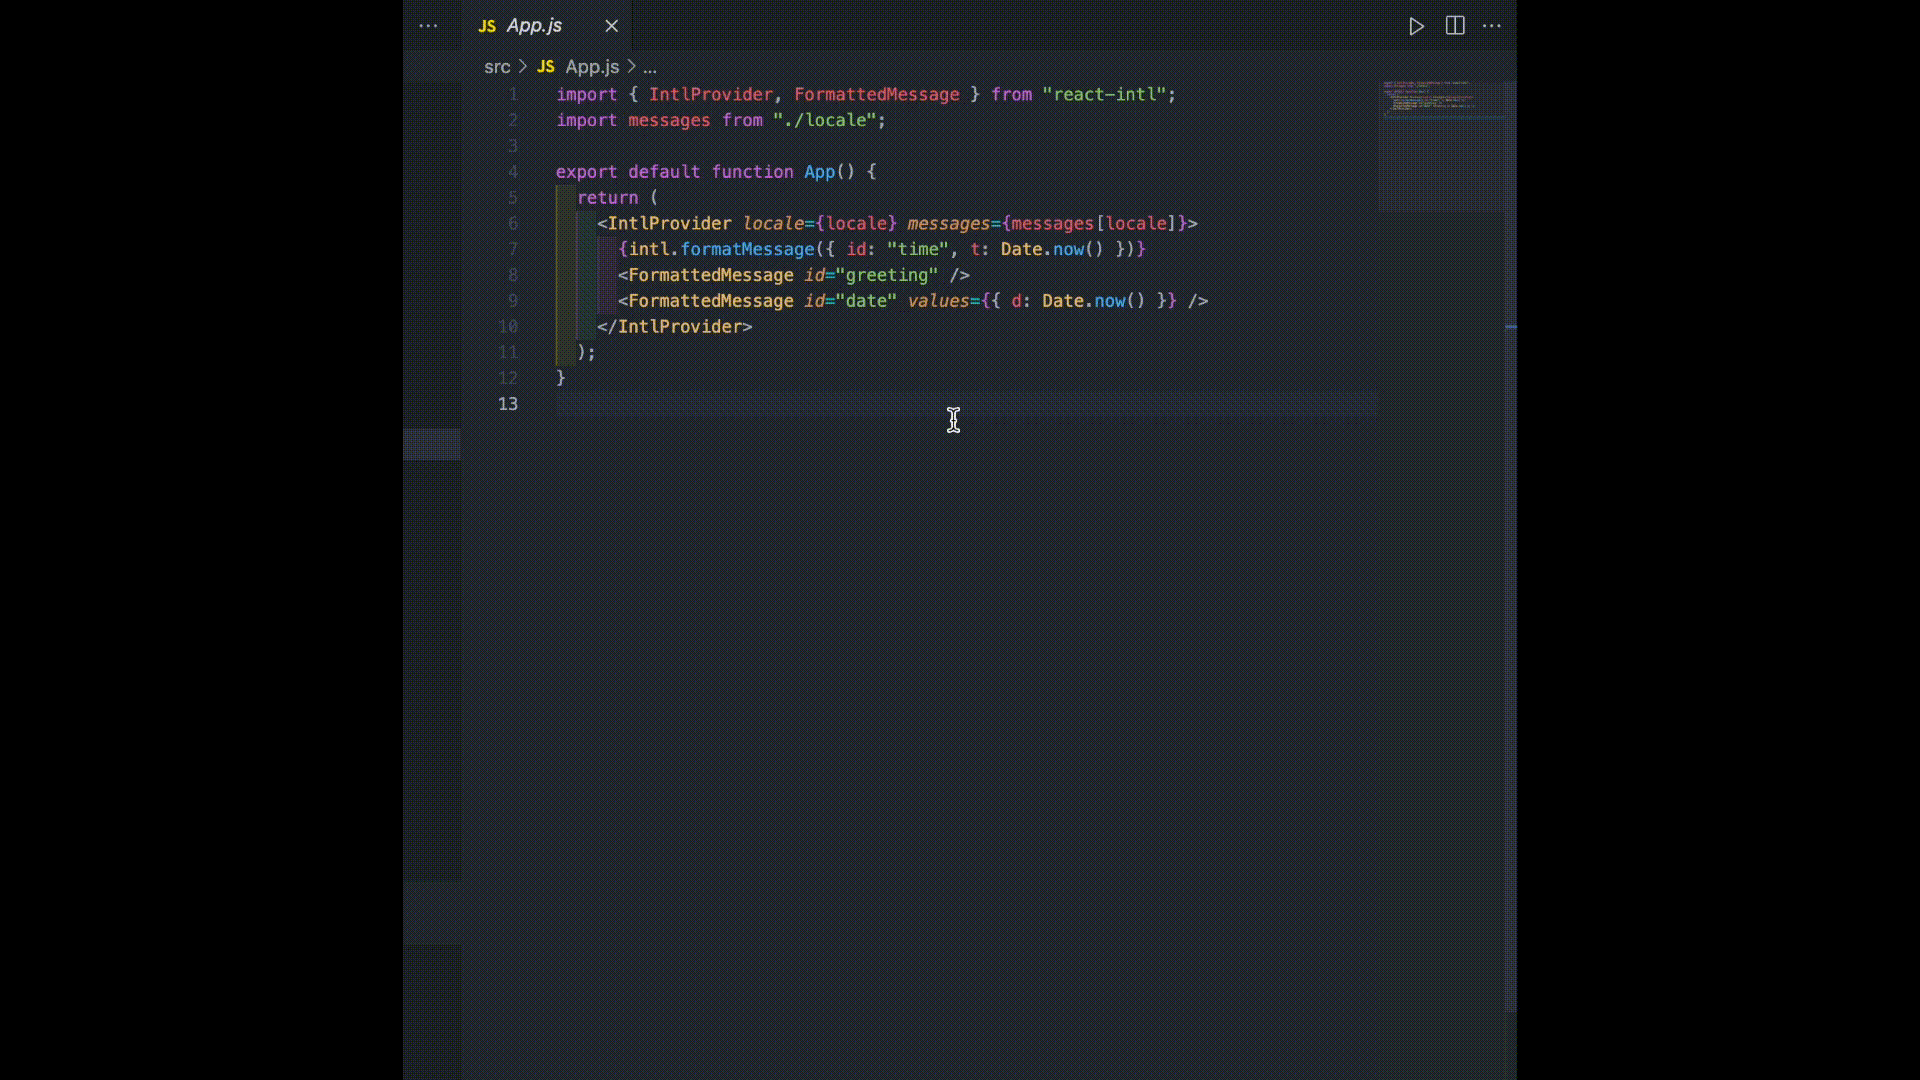 ··· JS App.js
src > JS App.js > ...
1 import { IntlProvider, FormattedMessage } from "react-intl";
2 import messages from "./locale";
3
4 export default function App() {
5   return (
6     <IntlProvider locale={locale} messages={messages[locale]}>
7       {intl.formatMessage({ id: "time", t: Date.now() })}
8       <FormattedMessage id="greeting" />
9       <FormattedMessage id="date" values={{ d: Date.now() }} />
10     </IntlProvider>
11   );
12 }
13